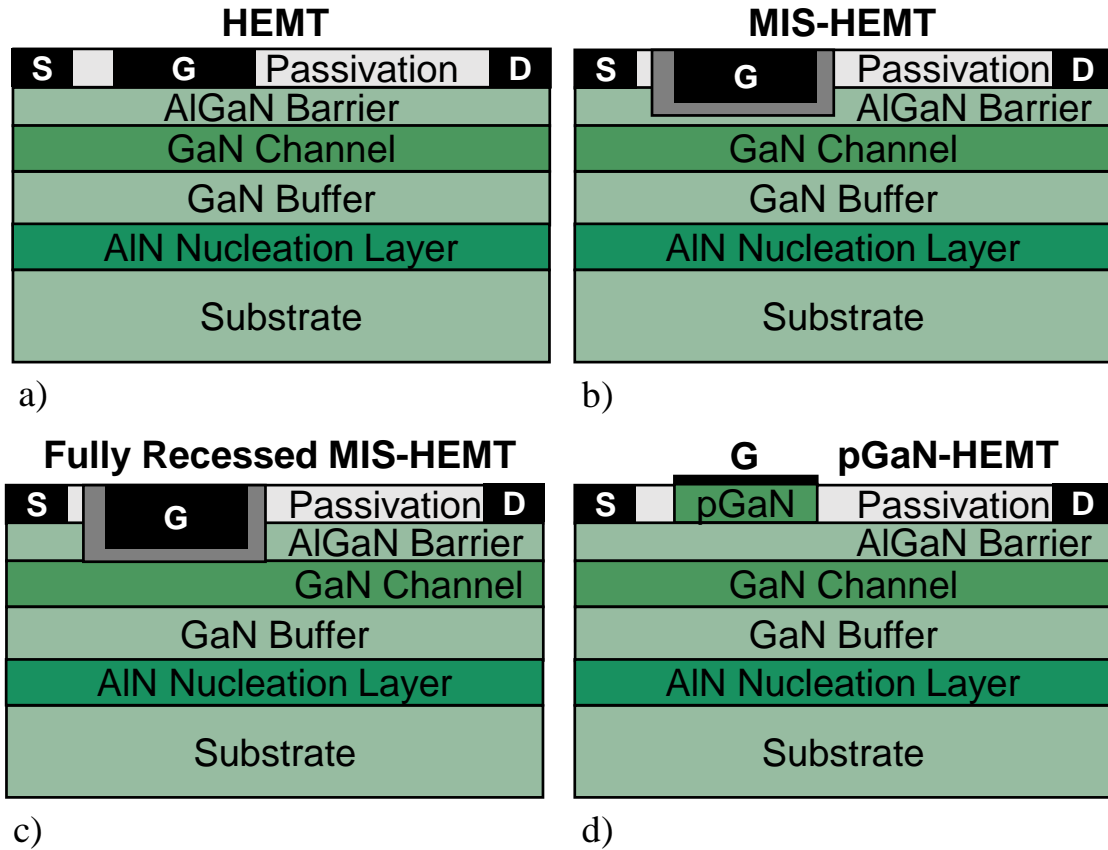 HEMT
S G Passivation D
AlGaN Barrier
GaN Channel
GaN Buffer
AlN Nucleation Layer
Substrate
a)
MIS-HEMT
S G Passivation D
AlGaN Barrier
GaN Channel
GaN Buffer
AlN Nucleation Layer
Substrate
b)
Fully Recessed MIS-HEMT
S G Passivation D
AlGaN Barrier
GaN Channel
GaN Buffer
AlN Nucleation Layer
Substrate
c)
G pGaN-HEMT
S pGaN Passivation D
AlGaN Barrier
GaN Channel
GaN Buffer
AlN Nucleation Layer
Substrate
d)